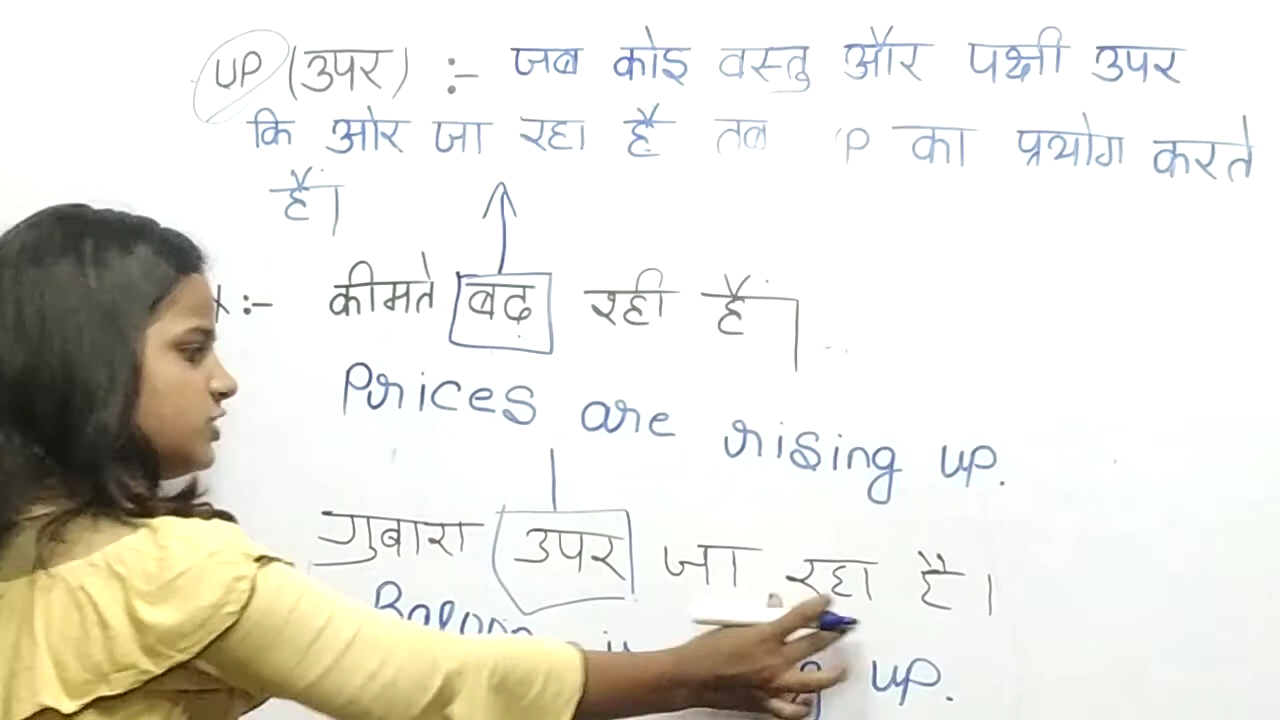 UP (उपर) :- जब कोइ वस्तु और पक्षी उपर
कि ओर जा रहा हैं तब P का प्रयोग करते
हैं।
x :- कीमते बढ़ रही हैं।
Prices are rising up.
गुबारा उपर जा रहा है।
up.